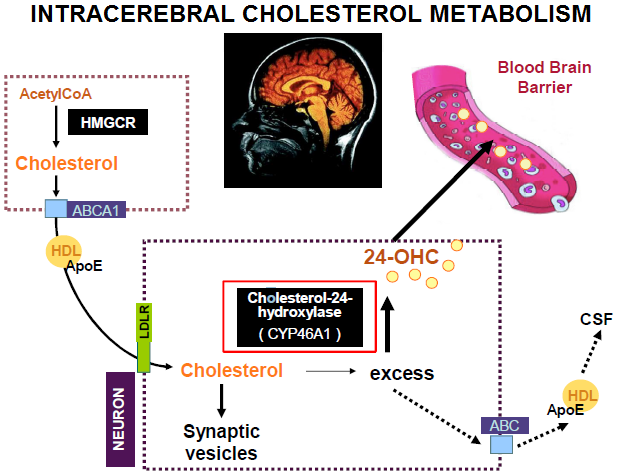 INTRACEREBRAL CHOLESTEROL METABOLISM
Blood Brain
Barrier
AcetylCoA
HMGCR
Cholesterol
ABCA1
HDL
ApoE
24-OHC
Cholesterol-24-
hydroxylase
( CYP46A1 )
LDLR
Cholesterol
excess
NEURON
Synaptic
vesicles
CSF
HDL
ApoE
ABC